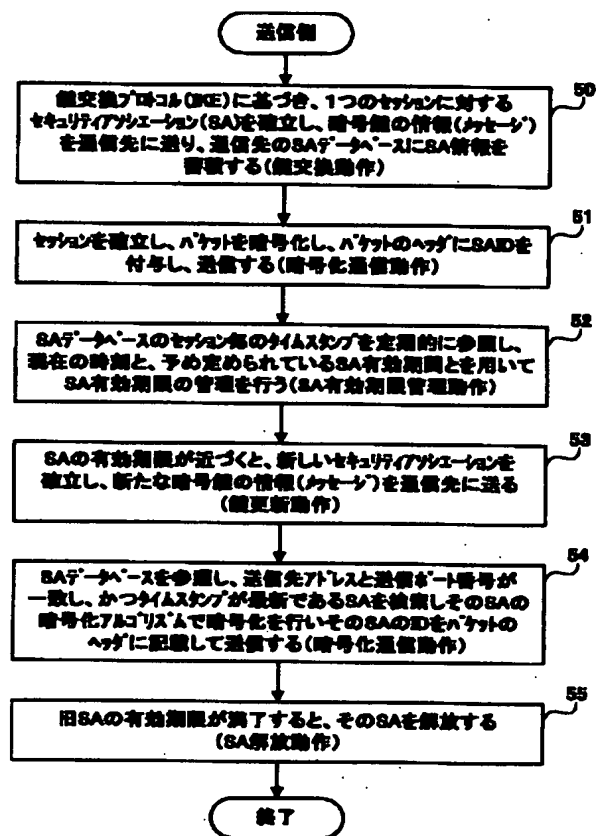 送信側
50
鍵交換プロトコル(IKE)に基づき、1つのセッションに対する
セキュリティアソシエーション(SA)を確立し、暗号鍵の情報(メッセージ)
を通信先に送り、通信先のSAデータベースにSA情報を
蓄積する(鍵交換動作)
51
セッションを確立し、パケットを暗号化し、パケットのヘッダにSAIDを
付与し、送信する(暗号化通信動作)
52
SAデータベースのセッション毎のタイムスタンプを定期的に参照し、
現在の時刻と、予め定められているSA有効期間とを用いて
SA有効期限の管理を行う(SA有効期限管理動作)
53
SAの有効期限が近づくと、新しいセキュリティアソシエーションを
確立し、新たな暗号鍵の情報(メッセージ)を通信先に送る
(鍵更新動作)
54
SAデータベースを参照し、送信先アドレスと送信ポート番号が
一致し、かつタイムスタンプが最新であるSAを検索しそのSAの
暗号化アルゴリズムで暗号化を行いそのSAのIDをパケットの
ヘッダに記載して送信する(暗号化通信動作)
55
旧SAの有効期限が満了すると、そのSAを解放する
(SA解放動作)
終了